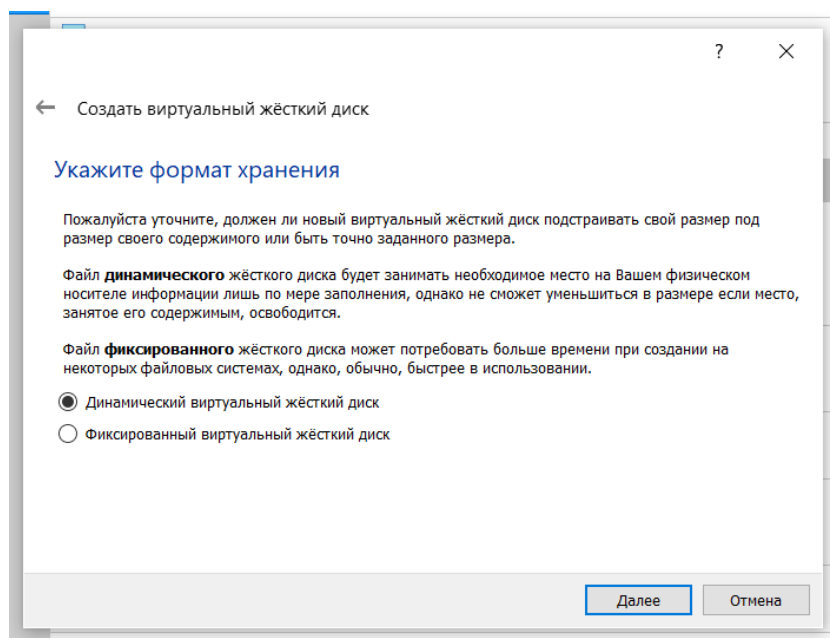 ?
Создать виртуальный жёсткий диск
Укажите формат хранения
Пожалуйста уточните, должен ли новый виртуальный жёсткий диск подстраивать свой размер под
размер своего содержимого или быть точно заданного размера.
Файл динамического жёсткого диска будет занимать необходимое место на Вашем физическом
носителе информации лишь по мере заполнения, однако не сможет уменьшиться в размере если место,
занятое его содержимым, освободится.
Файл фиксированного жёсткого диска может потребовать больше времени при создании на
некоторых файловых системах, однако, обычно, быстрее в использовании.
Динамический виртуальный жёсткий диск
Фиксированный виртуальный жёсткий диск
Далее Отмена